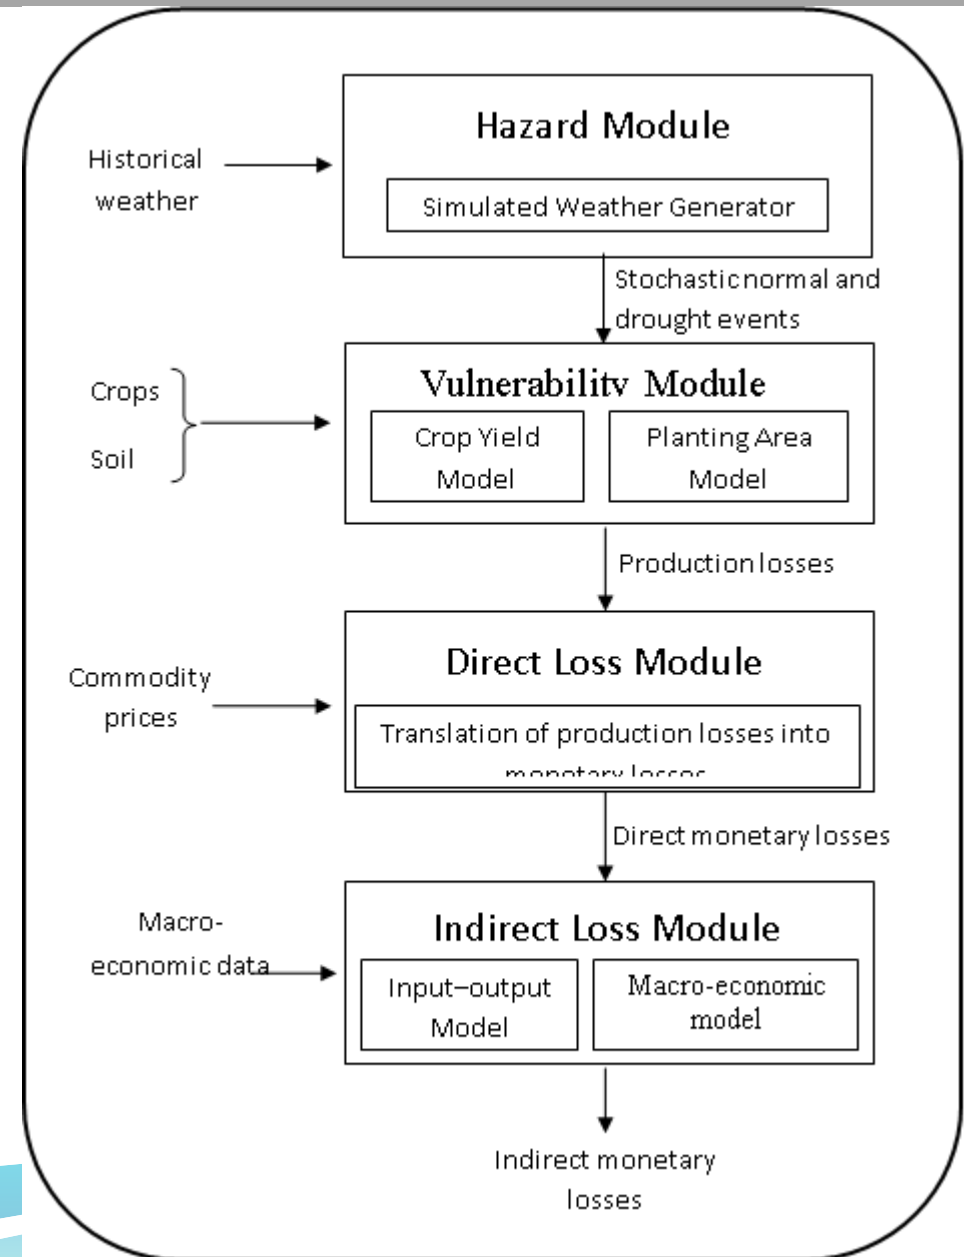 Hazard Module
Historical
weather
Simulated Weather Generator
Stochastic normal and
drought events
Vulnerability Module
Crops
Soil
Crop Yield
Model
Planting Area
Model
Production losses
Direct Loss Module
Commodity
prices
Translation of production losses into
monetary losses
Direct monetary losses
Indirect Loss Module
Macro-
economic data
Input–output
Model
Macro-economic
model
Indirect monetary
losses